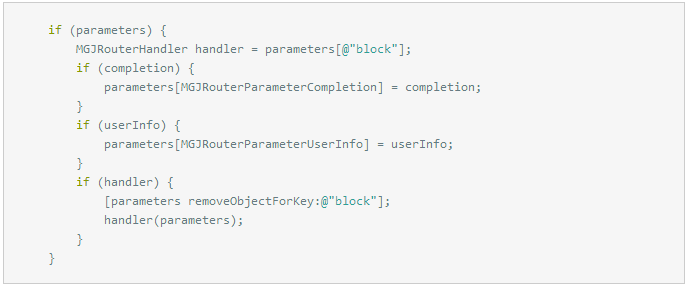 if (parameters) {
    MGJRouterHandler handler = parameters[@"block"];
    if (completion) {
        parameters[MGJRouterParameterCompletion] = completion;
    }
    if (userInfo) {
        parameters[MGJRouterParameterUserInfo] = userInfo;
    }
    if (handler) {
        [parameters removeObjectForKey:@"block"];
        handler(parameters);
    }
}